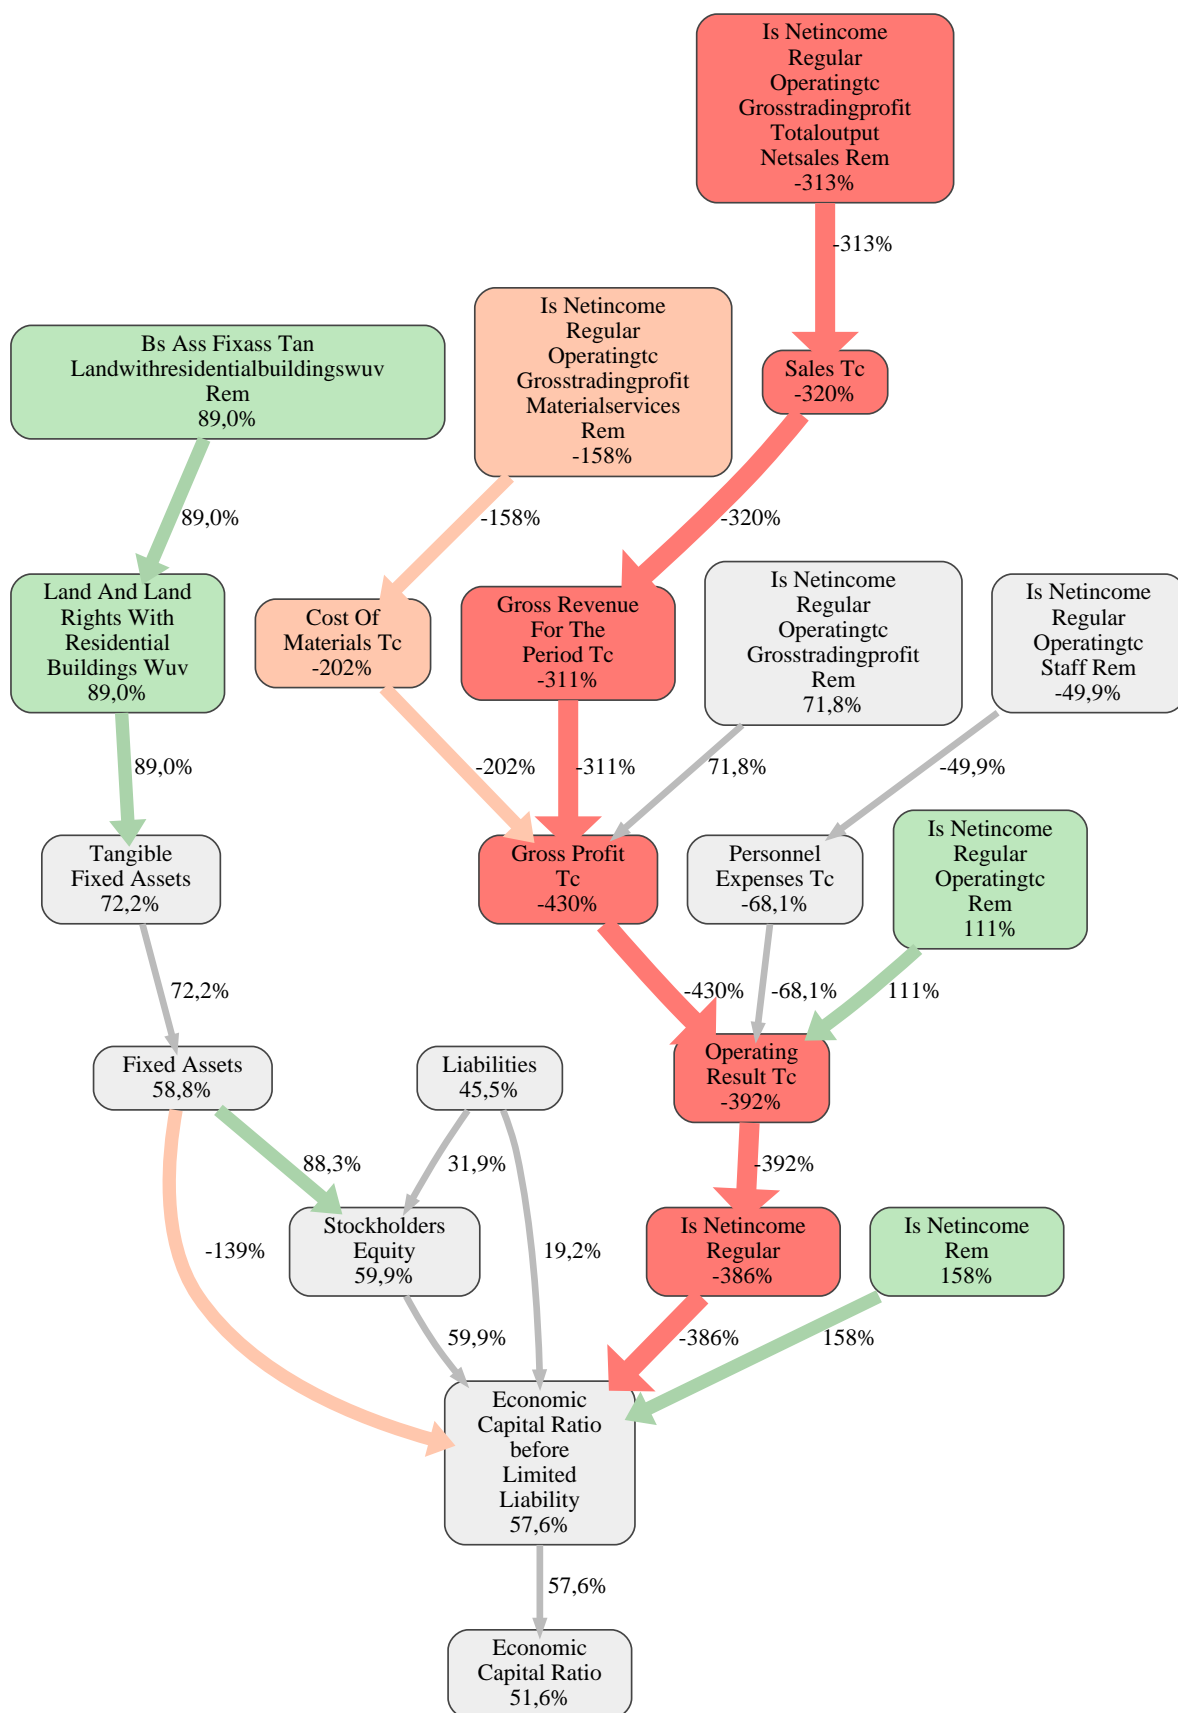 Is Netincome
Regular
Operatingtc
Grosstradingprofit
Totaloutput
Netsales Rem
-313%
-313%
Bs Ass Fixass Tan
Landwithresidentialbuildingswuv
Rem
89,0%
Is Netincome
Regular
Operatingtc
Grosstradingprofit
Materialservices
Rem
-158%
Sales Tc
-320%
89,0%
-158%
-320%
Land And Land
Rights With
Residential
Buildings Wuv
89,0%
Cost Of
Materials Tc
-202%
Gross Revenue
For The
Period Tc
-311%
Is Netincome
Regular
Operatingtc
Grosstradingprofit
Rem
71,8%
Is Netincome
Regular
Operatingtc
Staff Rem
-49,9%
89,0%
-202%
-311%
71,8%
-49,9%
Tangible
Fixed Assets
72,2%
Gross Profit
Tc
-430%
Personnel
Expenses Tc
-68,1%
Is Netincome
Regular
Operatingtc
Rem
111%
72,2%
-430%
-68,1%
111%
Fixed Assets
58,8%
Liabilities
45,5%
Operating
Result Tc
-392%
88,3%
31,9%
-392%
Stockholders
Equity
59,9%
Is Netincome
Regular
-386%
Is Netincome
Rem
158%
-139%
19,2%
59,9%
-386%
158%
Economic
Capital Ratio
before
Limited
Liability
57,6%
57,6%
Economic
Capital Ratio
51,6%